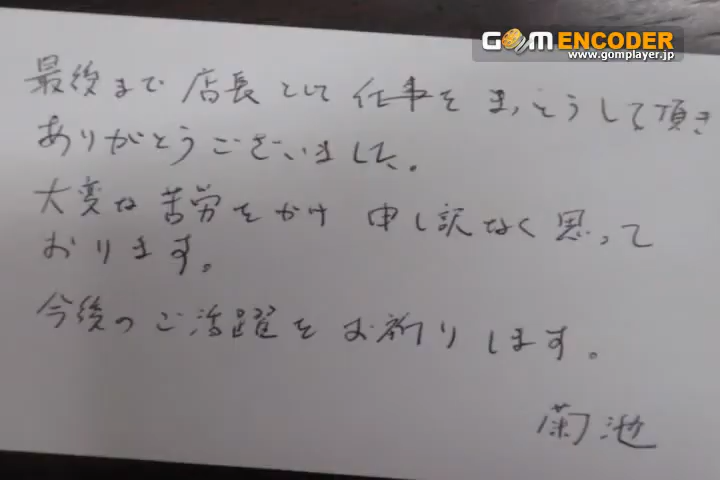 GOM ENCODER
www.gomplayer.jp
最後まで店長として仕事をまっとうして頂き
ありがとうございました。
大変な苦労をかけ申し訳なく思って
おります。
今後のご活躍をお祈りします。
菊池